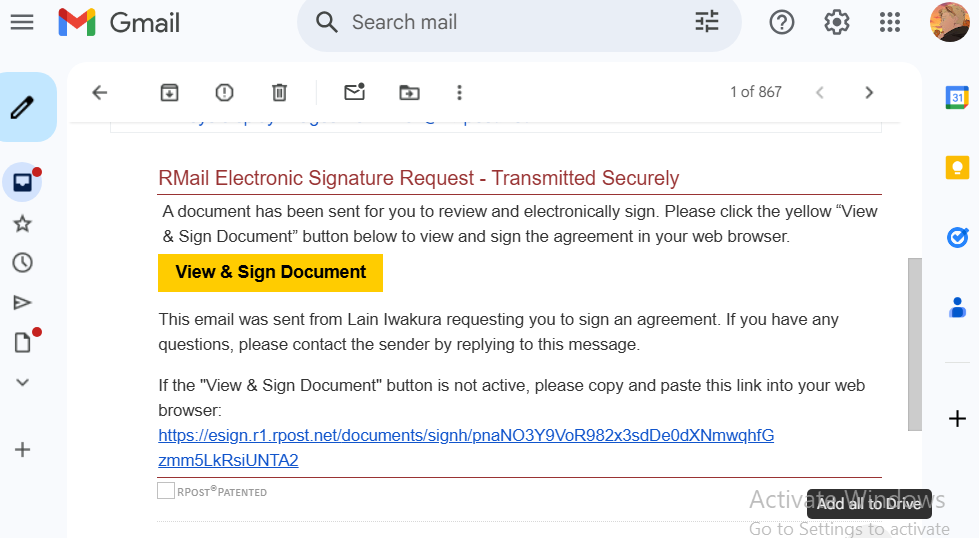 Gmail
Search mail
1 of 867
31
RMail Electronic Signature Request - Transmitted Securely
A document has been sent for you to review and electronically sign. Please click the yellow “View
& Sign Document” button below to view and sign the agreement in your web browser.
View & Sign Document
This email was sent from Lain Iwakura requesting you to sign an agreement. If you have any
questions, please contact the sender by replying to this message.
If the "View & Sign Document" button is not active, please copy and paste this link into your web
browser:
https://esign.r1.rpost.net/documents/signh/pnaNO3Y9VoR982x3sdDe0dXNmwqhfG
zmm5LkRsiUNTA2
RPOST®PATENTED
Activate Windows
Add all to Drive
Go to Settings to activate